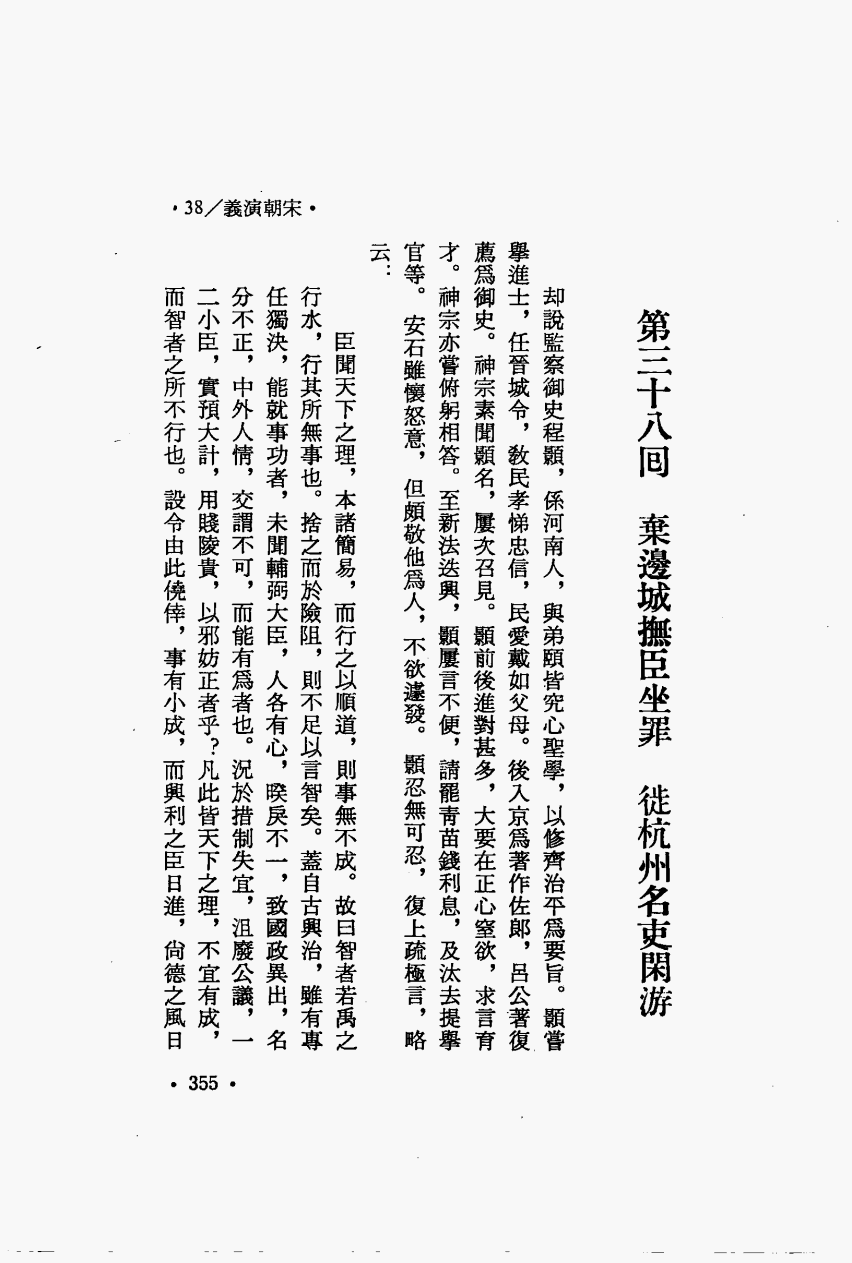 ·38／義演朝宋·
第三十八回　棄邊城撫臣坐罪　徙杭州名吏閑游
却說監察御史程顥，係河南人，與弟頤皆究心聖學，以修齊治平爲要旨。顥嘗
舉進士，任晉城令，敎民孝悌忠信，民愛戴如父母。後入京爲著作佐郞，呂公著復
薦爲御史。神宗素聞顥名，屢次召見。顥前後進對甚多，大要在正心窒欲，求言育
才。神宗亦嘗俯躬相答。至新法迭興，顥屢言不便，請罷靑苗錢利息，及汰去提舉
官等。安石雖懷怒意，但頗敬他爲人，不欲遽發。顥忍無可忍，復上疏極言，略
云：
臣聞天下之理，本諸簡易，而行之以順道，則事無不成。故曰智者若禹之
行水，行其所無事也。捨之而於險阻，則不足以言智矣。蓋自古興治，雖有專
任獨決，能就事功者，未聞輔弼大臣，人各有心，暌戾不一，致國政異出，名
分不正，中外人情，交謂不可，而能有爲者也。況於措制失宜，沮廢公議，一
二小臣，實預大計，用賤陵貴，以邪妨正者乎？凡此皆天下之理，不宜有成，
而智者之所不行也。設令由此僥倖，事有小成，而興利之臣日進，尙德之風日
·355·